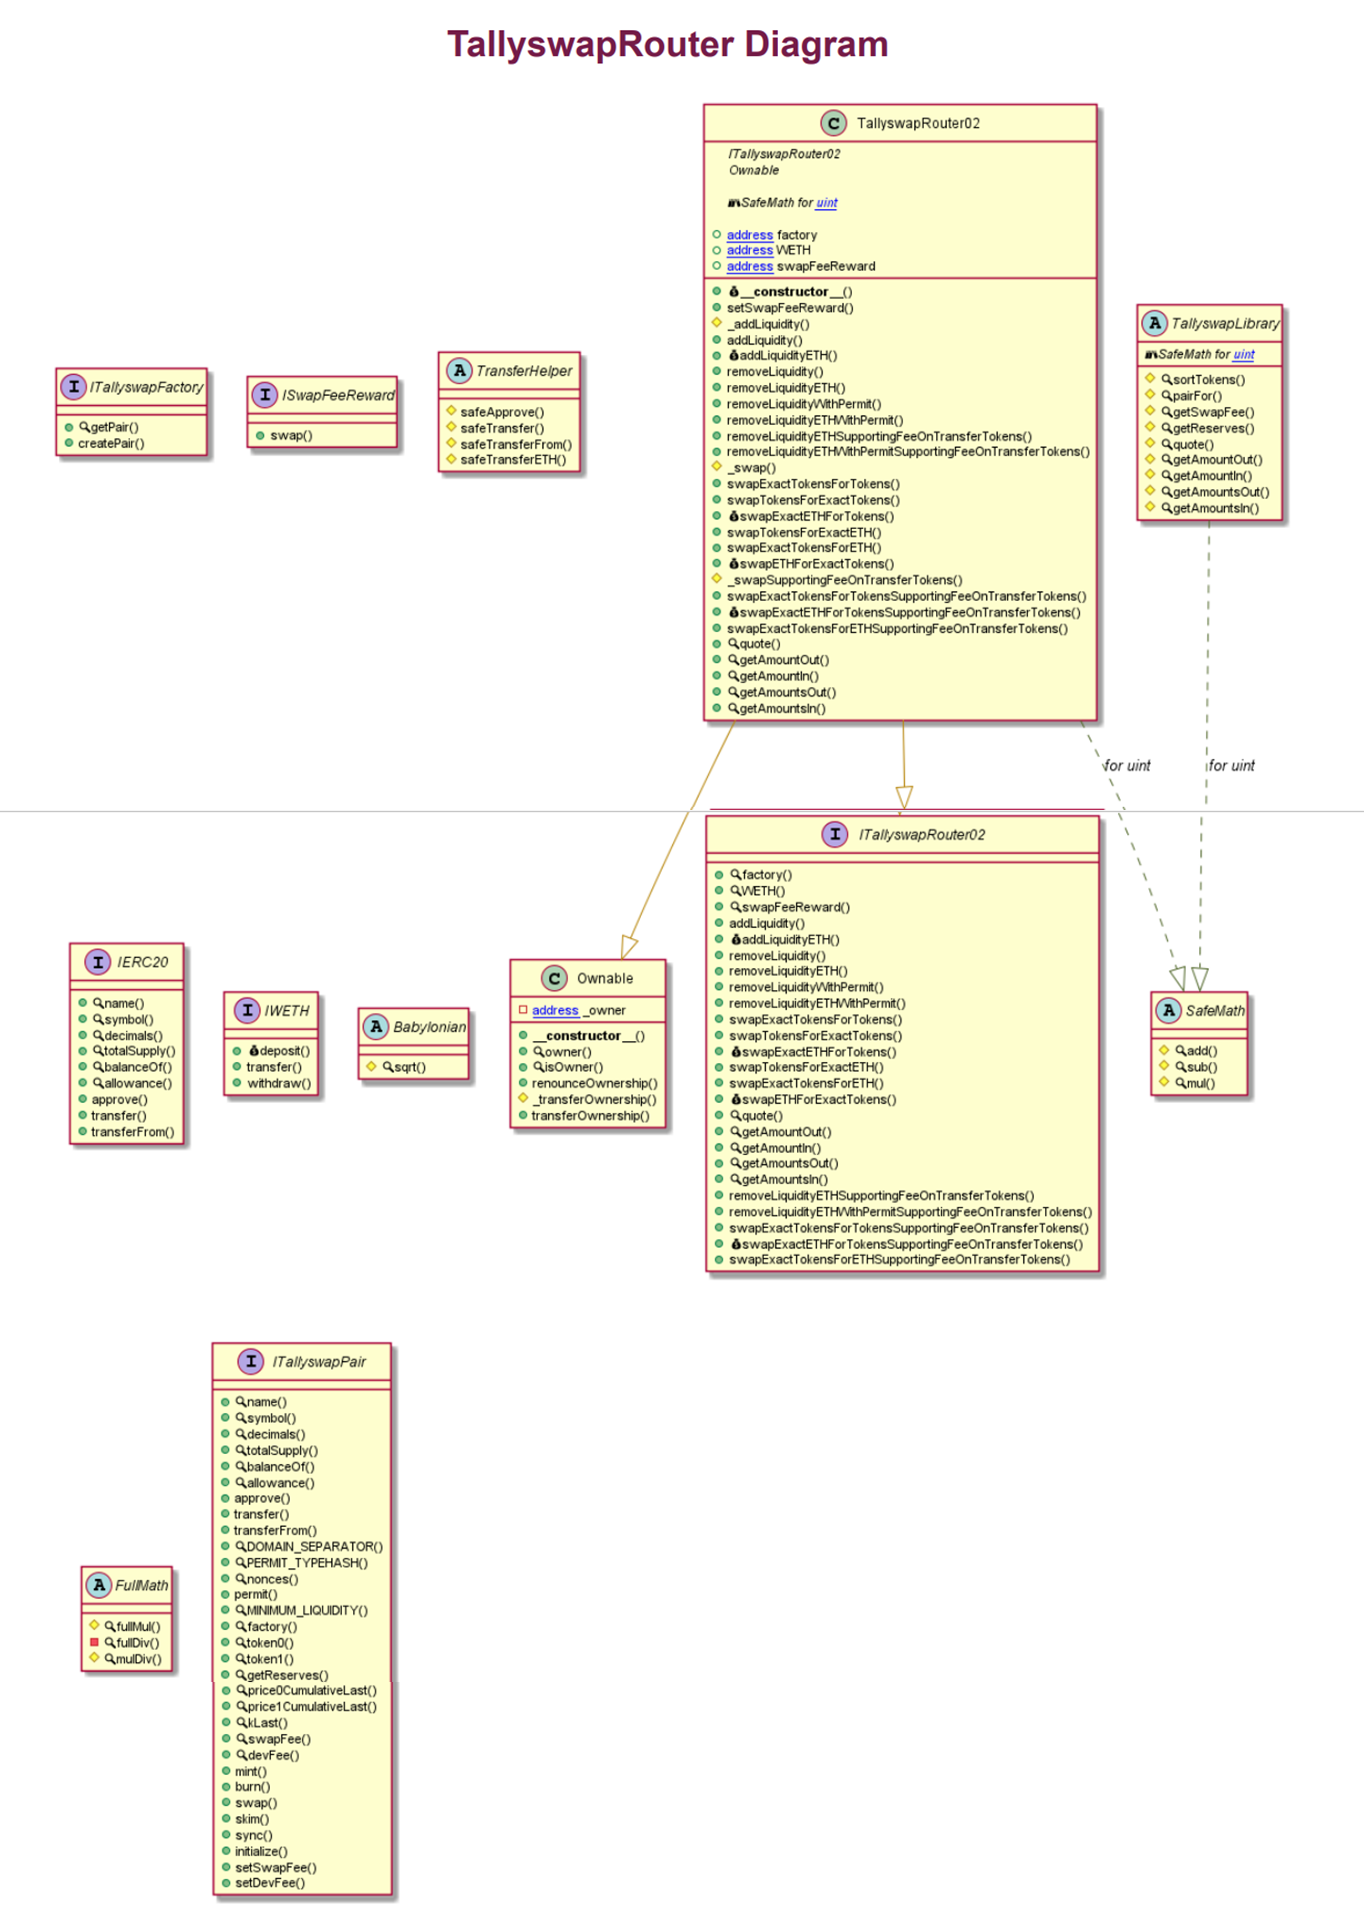 TallyswapRouter Diagram
C TallyswapRouter02
ITallyswapRouter02
Ownable
SafeMath for uint
address factory
address WETH
address swapFeeReward
__constructor__()
setSwapFeeReward()
_addLiquidity()
addLiquidity()
addLiquidityETH()
removeLiquidity()
removeLiquidityETH()
removeLiquidityWithPermit()
removeLiquidityETHWithPermit()
removeLiquidityETHSupportingFeeOnTransferTokens()
removeLiquidityETHWithPermitSupportingFeeOnTransferTokens()
_swap()
swapExactTokensForTokens()
swapTokensForExactTokens()
swapExactETHForTokens()
swapTokensForExactETH()
swapExactTokensForETH()
swapETHForExactTokens()
_swapSupportingFeeOnTransferTokens()
swapExactTokensForTokensSupportingFeeOnTransferTokens()
swapExactETHForTokensSupportingFeeOnTransferTokens()
swapExactTokensForETHSupportingFeeOnTransferTokens()
quote()
getAmountOut()
getAmountIn()
getAmountsOut()
getAmountsIn()
A TallyswapLibrary
SafeMath for uint
sortTokens()
pairFor()
getSwapFee()
getReserves()
quote()
getAmountOut()
getAmountIn()
getAmountsOut()
getAmountsIn()
I ITallyswapFactory
getPair()
createPair()
I ISwapFeeReward
swap()
A TransferHelper
safeApprove()
safeTransfer()
safeTransferFrom()
safeTransferETH()
for uint
for uint
I ITallyswapRouter02
factory()
WETH()
swapFeeReward()
addLiquidity()
addLiquidityETH()
removeLiquidity()
removeLiquidityETH()
removeLiquidityWithPermit()
removeLiquidityETHWithPermit()
swapExactTokensForTokens()
swapTokensForExactTokens()
swapExactETHForTokens()
swapTokensForExactETH()
swapExactTokensForETH()
swapETHForExactTokens()
quote()
getAmountOut()
getAmountIn()
getAmountsOut()
getAmountsIn()
removeLiquidityETHSupportingFeeOnTransferTokens()
removeLiquidityETHWithPermitSupportingFeeOnTransferTokens()
swapExactTokensForTokensSupportingFeeOnTransferTokens()
swapExactETHForTokensSupportingFeeOnTransferTokens()
swapExactTokensForETHSupportingFeeOnTransferTokens()
I IERC20
name()
symbol()
decimals()
totalSupply()
balanceOf()
allowance()
approve()
transfer()
transferFrom()
I IWETH
deposit()
transfer()
withdraw()
A Babylonian
sqrt()
C Ownable
address _owner
__constructor__()
owner()
isOwner()
renounceOwnership()
_transferOwnership()
transferOwnership()
A SafeMath
add()
sub()
mul()
I ITallyswapPair
name()
symbol()
decimals()
totalSupply()
balanceOf()
allowance()
approve()
transfer()
transferFrom()
DOMAIN_SEPARATOR()
PERMIT_TYPEHASH()
nonces()
permit()
MINIMUM_LIQUIDITY()
factory()
token0()
token1()
getReserves()
price0CumulativeLast()
price1CumulativeLast()
kLast()
swapFee()
devFee()
mint()
burn()
swap()
skim()
sync()
initialize()
setSwapFee()
setDevFee()
A FullMath
fullMul()
fullDiv()
mulDiv()